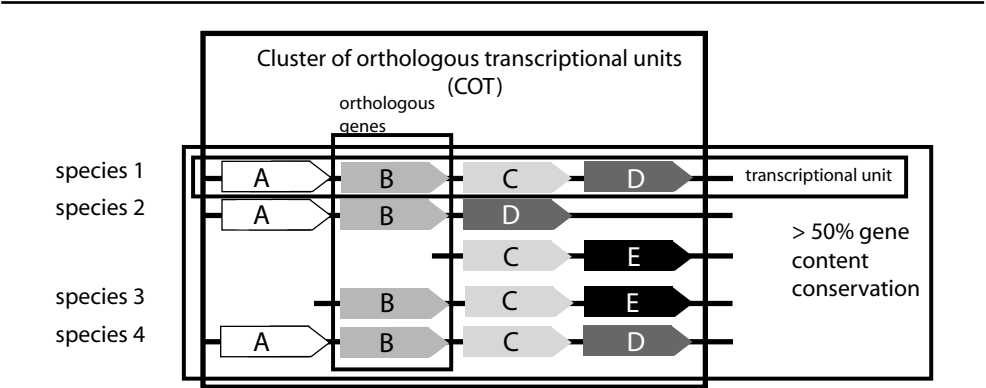 Cluster of orthologous transcriptional units
(COT)
orthologous
genes
species 1
A B C D
transcriptional unit
species 2
A B D
C E
> 50% gene
content
conservation
species 3
B C E
species 4
A B C D